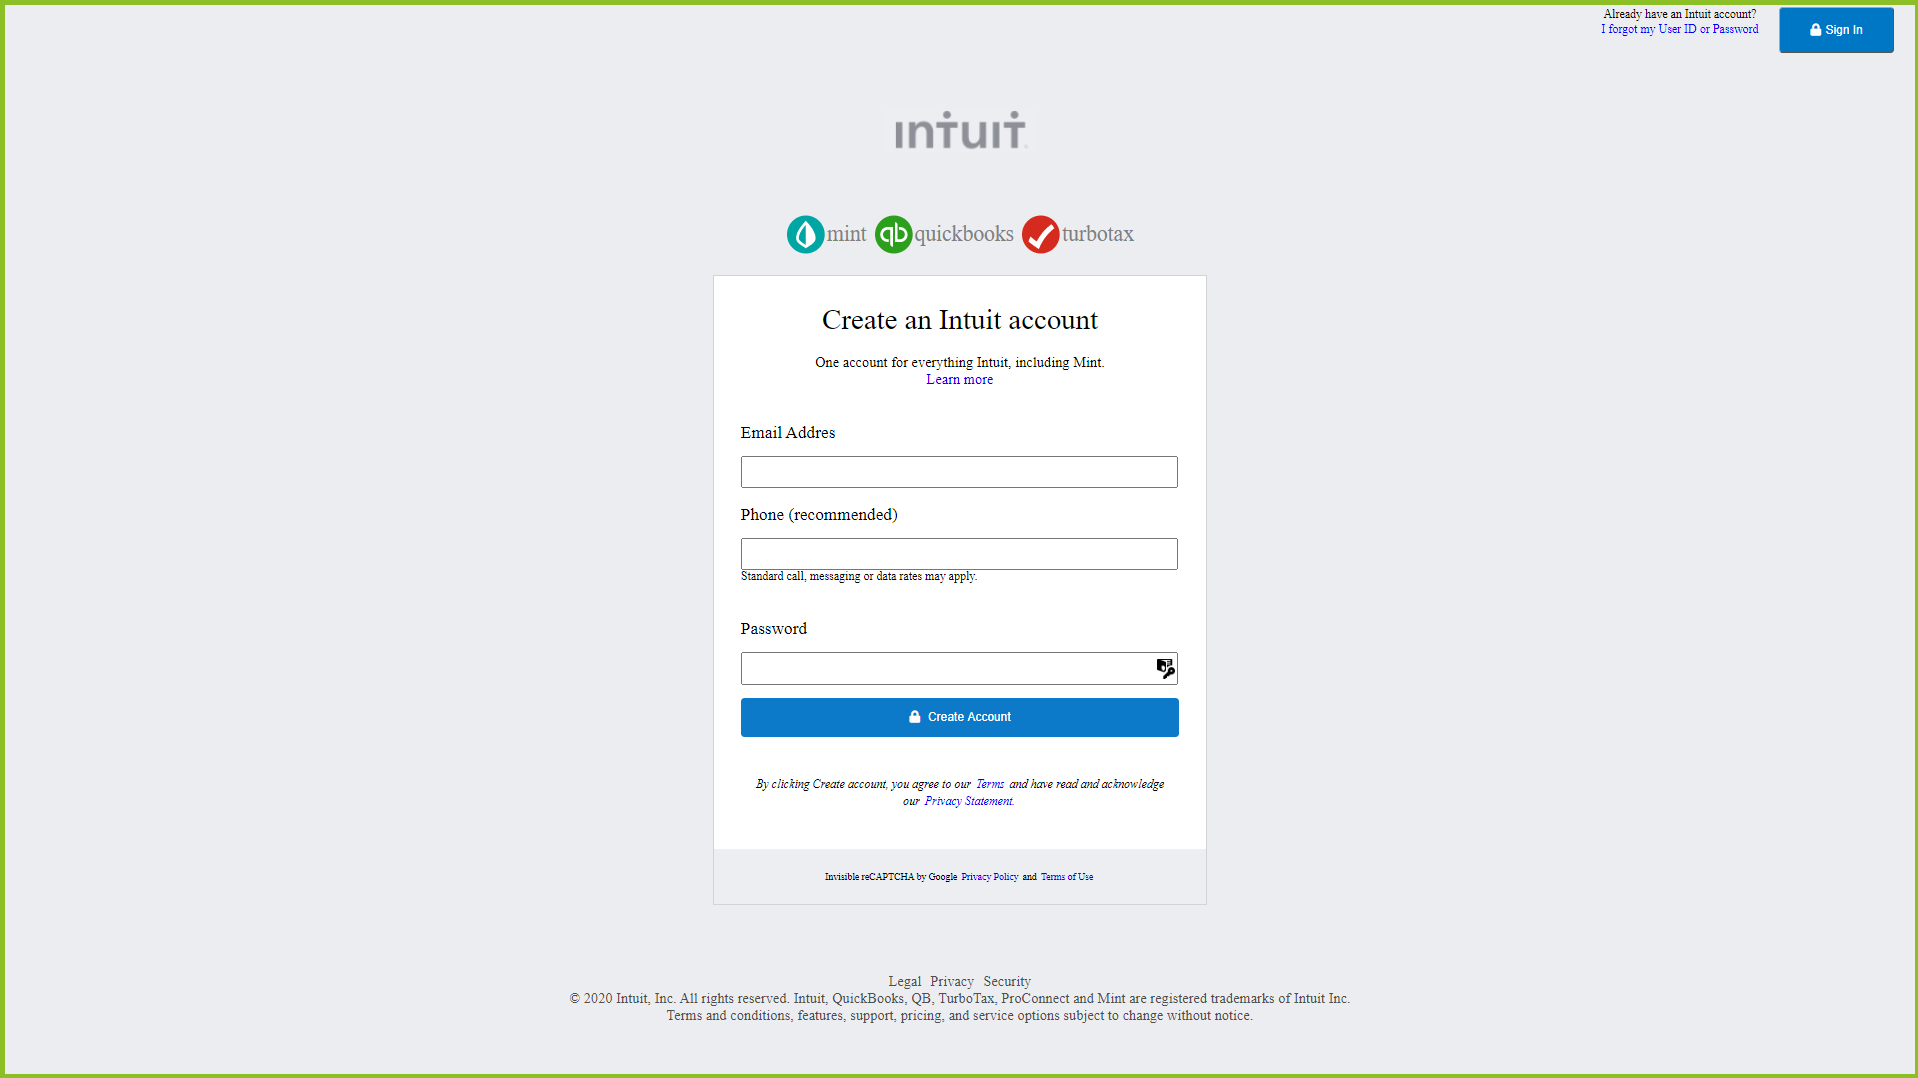 Already have an Intuit account?
I forgot my User ID or Password
Sign In
intuit
mint quickbooks turbotax
Create an Intuit account
One account for everything Intuit, including Mint.
Learn more
Email Addres
Phone (recommended)
Standard call, messaging or data rates may apply.
Password
Create Account
By clicking Create account, you agree to our Terms and have read and acknowledge
our Privacy Statement.
Invisible reCAPTCHA by Google Privacy Policy and Terms of Use
Legal Privacy Security
© 2020 Intuit, Inc. All rights reserved. Intuit, QuickBooks, QB, TurboTax, ProConnect and Mint are registered trademarks of Intuit Inc.
Terms and conditions, features, support, pricing, and service options subject to change without notice.